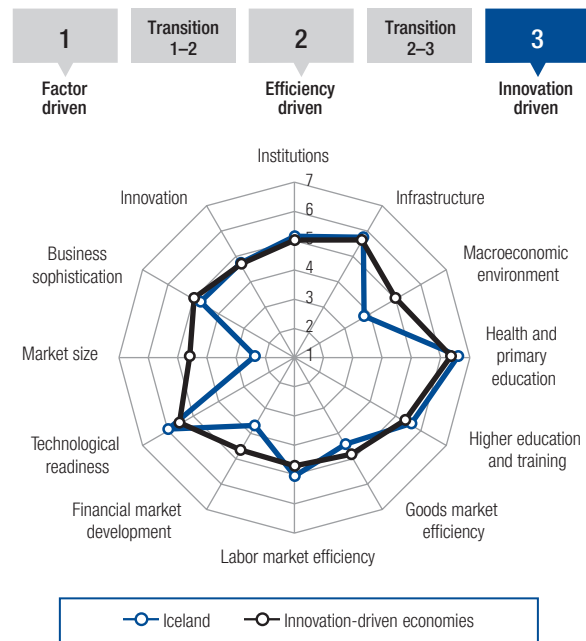 1
Transition
1–2
2
Transition
2–3
3
Factor
driven
Efficiency
driven
Innovation
driven
Institutions
7
Innovation
Infrastructure
6
5
Business
sophistication
Macroeconomic
environment
4
3
2
Market size
1
Health and
primary
education
Technological
readiness
Higher education
and training
Financial market
development
Goods market
efficiency
Labor market efficiency
Iceland
Innovation-driven economies